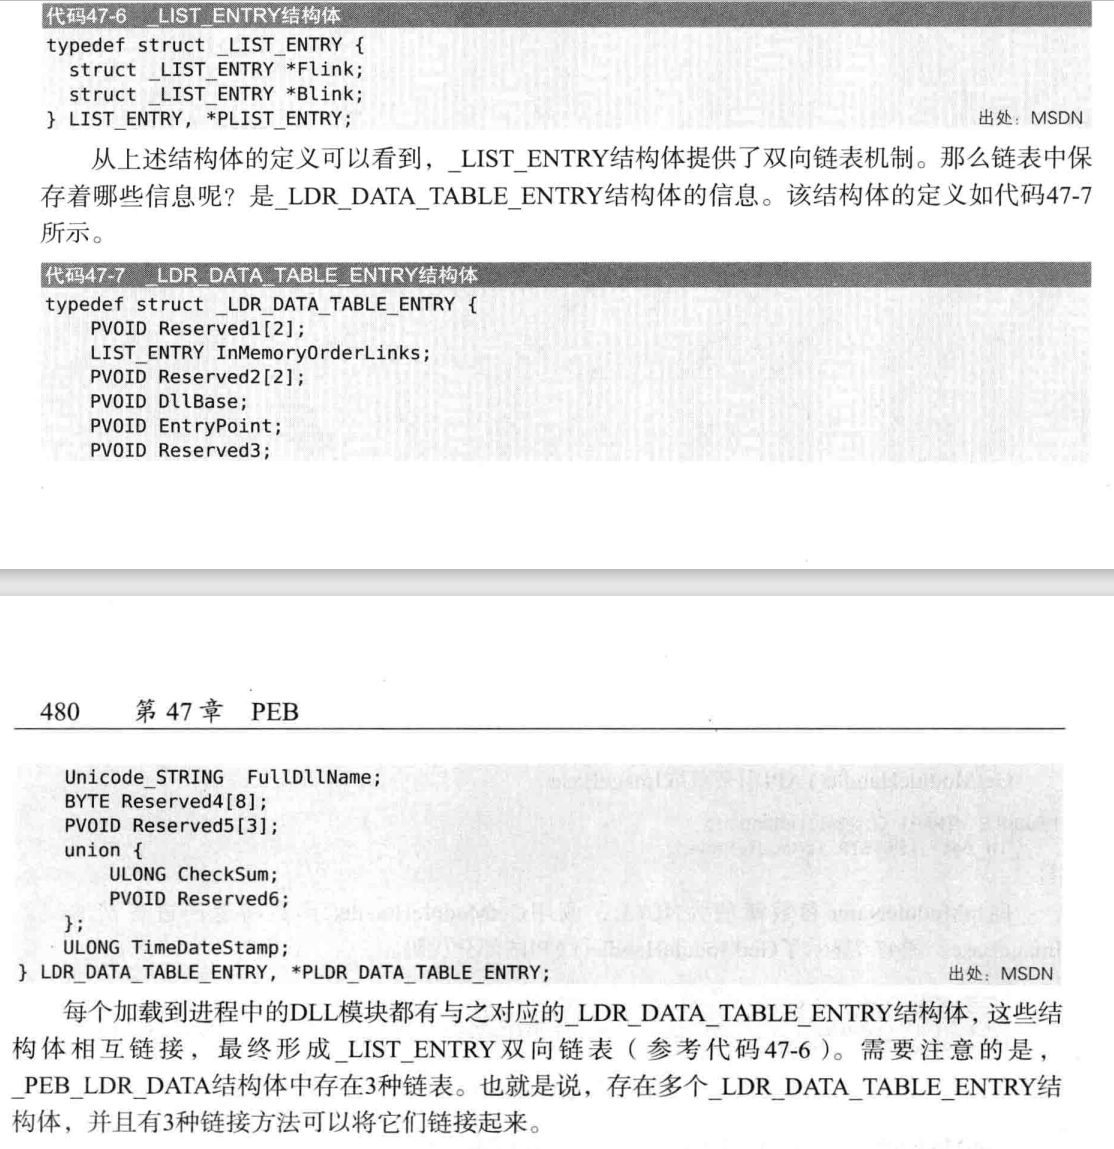 代码47-6 _LIST_ENTRY结构体
typedef struct _LIST_ENTRY {
struct _LIST_ENTRY *Flink;
struct _LIST_ENTRY *Blink;
} LIST_ENTRY, *PLIST_ENTRY;
出处：MSDN
从上述结构体的定义可以看到，_LIST_ENTRY结构体提供了双向链表机制。那么链表中保
存着哪些信息呢？是_LDR_DATA_TABLE_ENTRY结构体的信息。该结构体的定义如代码47-7
所示。
代码47-7 _LDR_DATA_TABLE_ENTRY结构体
typedef struct _LDR_DATA_TABLE_ENTRY {
PVOID Reserved1[2];
LIST_ENTRY InMemoryOrderLinks;
PVOID Reserved2[2];
PVOID DllBase;
PVOID EntryPoint;
PVOID Reserved3;
480 第 47 章 PEB
Unicode_STRING FullDllName;
BYTE Reserved4[8];
PVOID Reserved5[3];
union {
ULONG CheckSum;
PVOID Reserved6;
};
ULONG TimeDateStamp;
} LDR_DATA_TABLE_ENTRY, *PLDR_DATA_TABLE_ENTRY;
出处：MSDN
每个加载到进程中的DLL模块都有与之对应的_LDR_DATA_TABLE_ENTRY结构体，这些结
构体相互链接，最终形成_LIST_ENTRY双向链表（参考代码47-6）。需要注意的是，
_PEB_LDR_DATA结构体中存在3种链表。也就是说，存在多个_LDR_DATA_TABLE_ENTRY结
构体，并且有3种链接方法可以将它们链接起来。